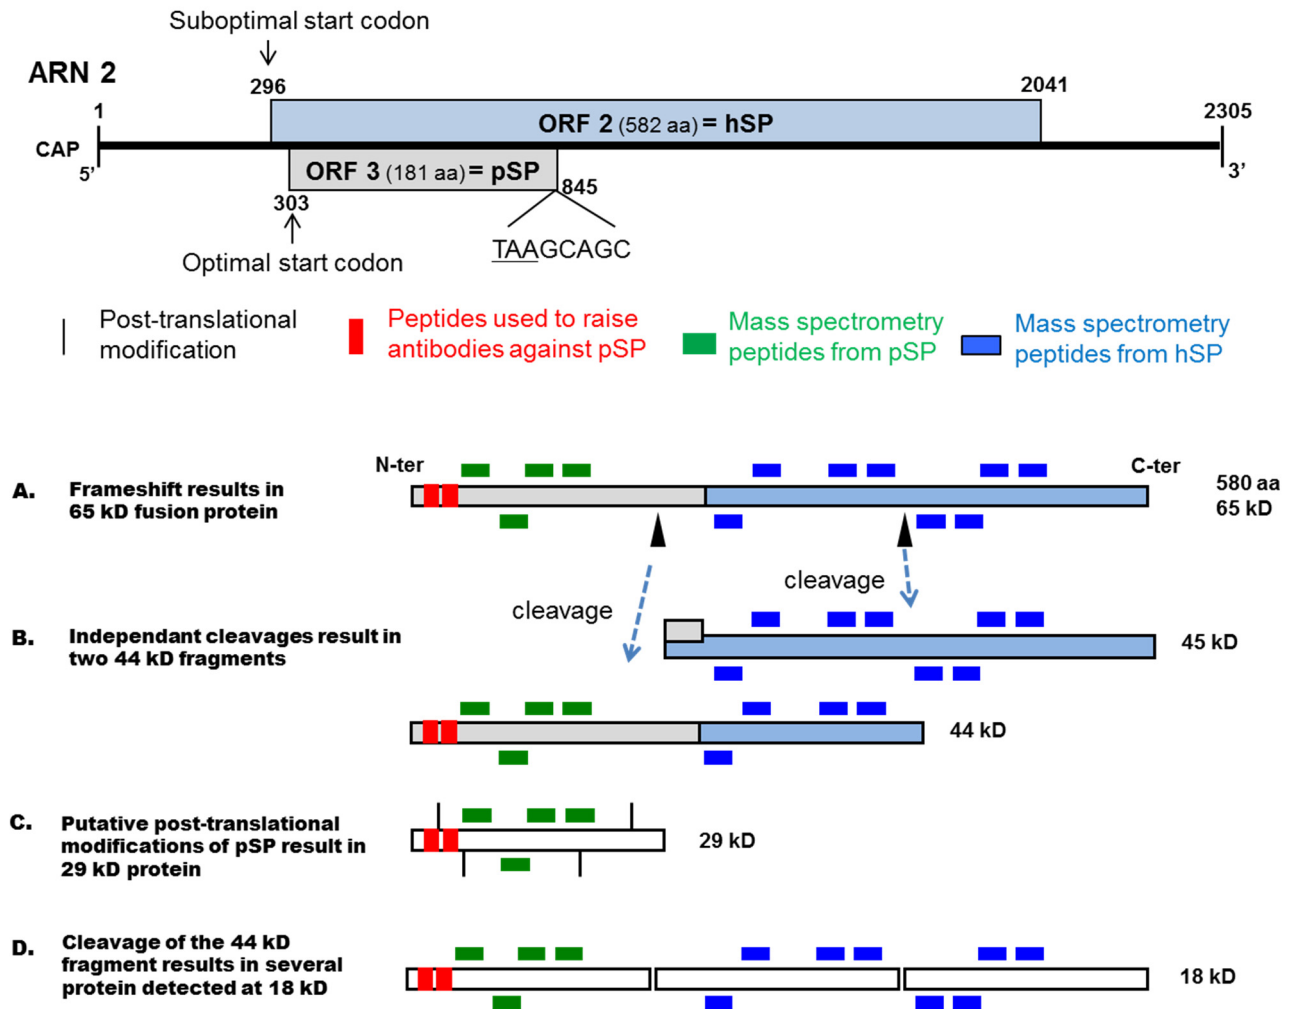 Suboptimal start codon
ARN 2
296
2041
1
2305
ORF 2 (582 aa) = hSP
CAP
5’
3’
ORF 3 (181 aa) = pSP
303
845
TAAGCAGC
Optimal start codon
Post-translational
modification
Peptides used to raise
antibodies against pSP
Mass spectrometry
peptides from pSP
Mass spectrometry
peptides from hSP
N-ter
C-ter
A.
Frameshift results in
65 kD fusion protein
580 aa
65 kD
cleavage
cleavage
B.
Independant cleavages result in
two 44 kD fragments
45 kD
44 kD
C.
Putative post-translational
modifications of pSP result in
29 kD protein
29 kD
D.
Cleavage of the 44 kD
fragment results in several
protein detected at 18 kD
18 kD